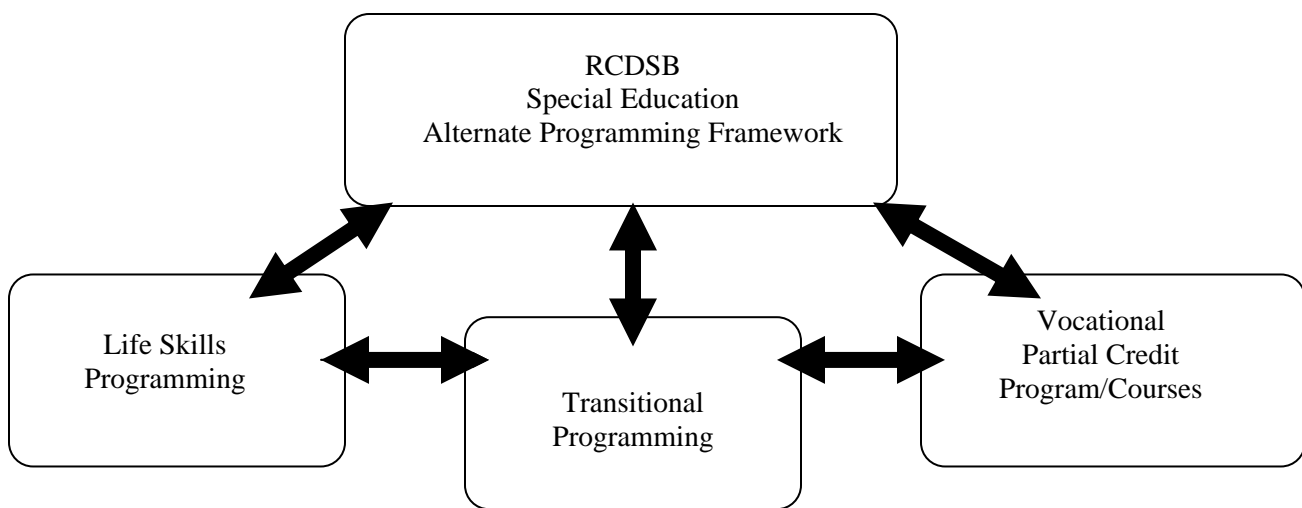 RCDSB
Special Education
Alternate Programming Framework
Life Skills
Programming
Transitional
Programming
Vocational
Partial Credit
Program/Courses